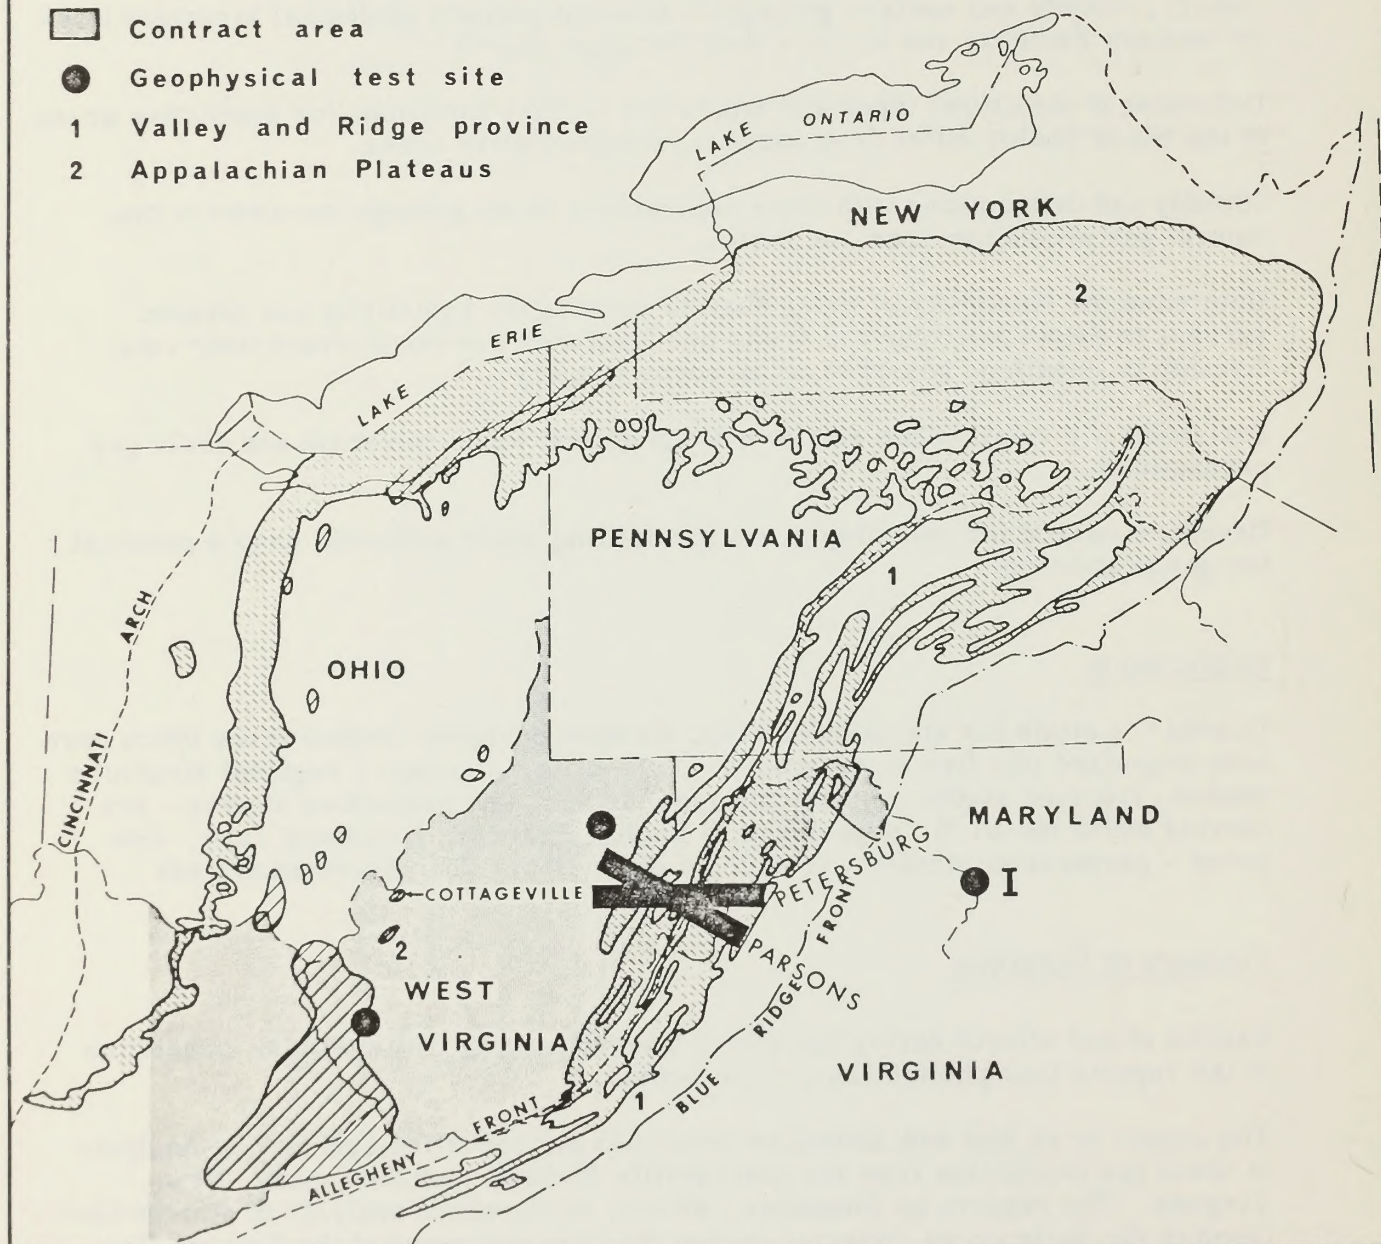 Contract area
Geophysical test site
1 Valley and Ridge province
2 Appalachian Plateaus
LAKE ONTARIO
NEW YORK
2
LAKE ERIE
PENNSYLVANIA
1
CINCINNATI ARCH
OHIO
MARYLAND
PETERSBURG
I
COTTAGEVILLE
2
PARSONS
WEST
VIRGINIA
VIRGINIA
BLUE RIDGE FRONT
1
ALLEGHENY FRONT